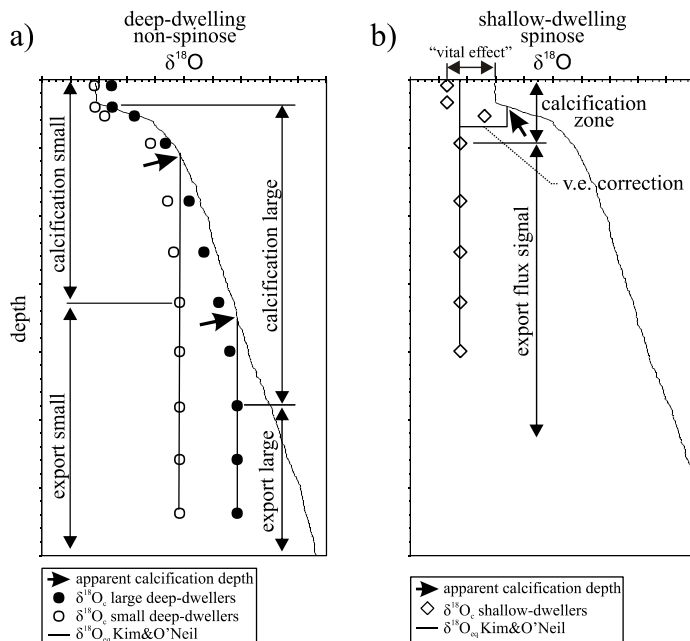 a)
deep-dwelling
non-spinose
δ18O
depth
calcification small
export small
calcification large
export large
apparent calcification depth
δ18Oc large deep-dwellers
δ18Oc small deep-dwellers
δ18Oeq Kim&O'Neil
b)
shallow-dwelling
spinose
“vital effect” δ18O
calcification
zone
v.e. correction
export flux signal
apparent calcification depth
δ18Oc shallow-dwellers
δ18Oeq Kim&O'Neil